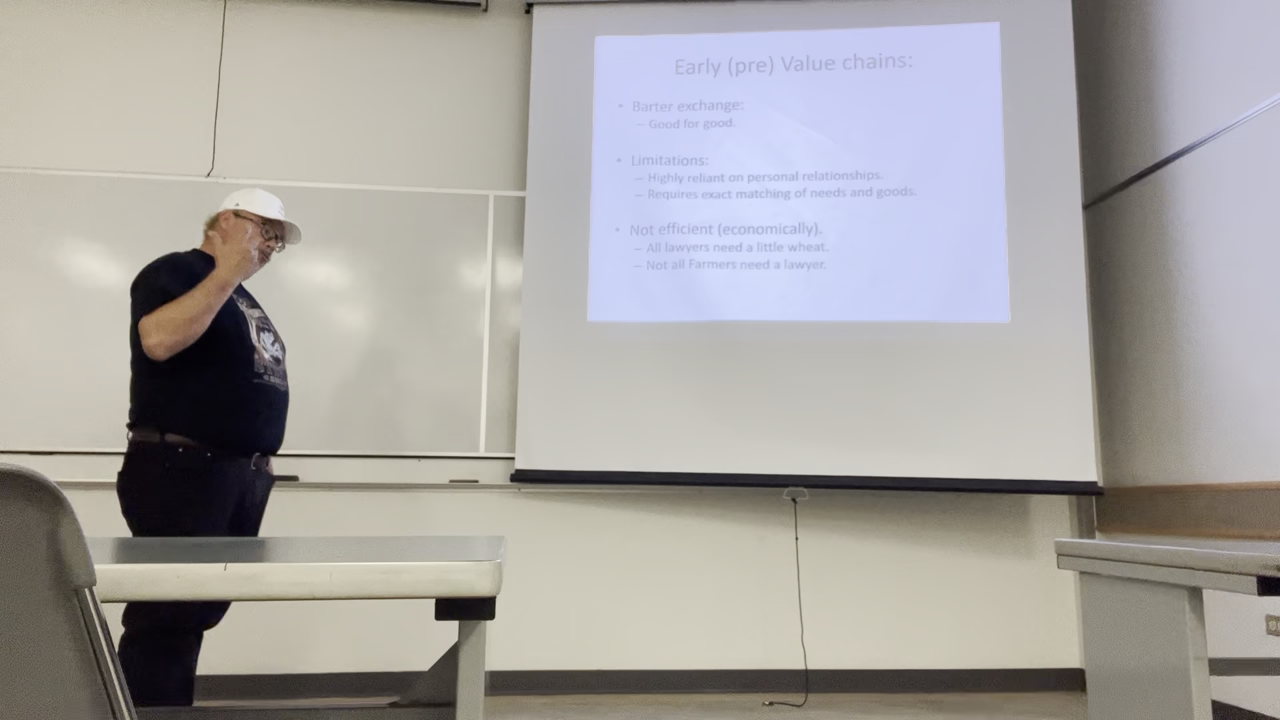 Early (pre) Value chains:
• Barter exchange:
– Good for good.
• Limitations:
– Highly reliant on personal relationships.
– Requires exact matching of needs and goods.
• Not efficient (economically).
– All lawyers need a little wheat.
– Not all Farmers need a lawyer.